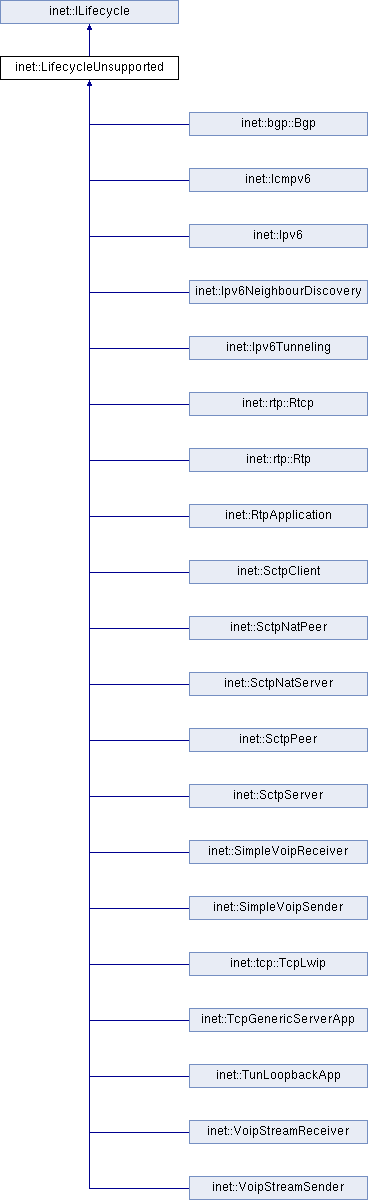 inet::ILifecycle
inet::LifecycleUnsupported
inet::bgp::Bgp
inet::Icmpv6
inet::Ipv6
inet::Ipv6NeighbourDiscovery
inet::Ipv6Tunneling
inet::rtp::Rtcp
inet::rtp::Rtp
inet::RtpApplication
inet::SctpClient
inet::SctpNatPeer
inet::SctpNatServer
inet::SctpPeer
inet::SctpServer
inet::SimpleVoipReceiver
inet::SimpleVoipSender
inet::tcp::TcpLwip
inet::TcpGenericServerApp
inet::TunLoopbackApp
inet::VoipStreamReceiver
inet::VoipStreamSender